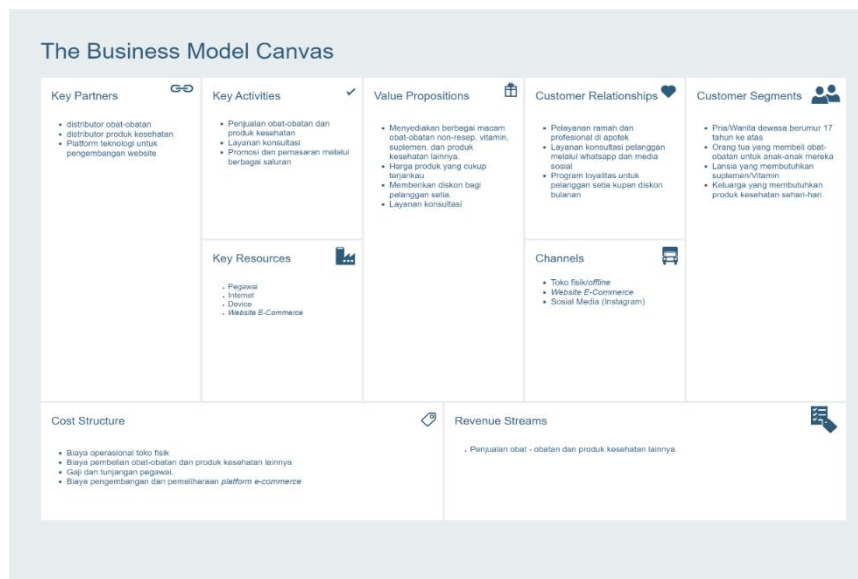 The Business Model Canvas
Key Partners
distributor obat-obatan
distributor produk kesehatan
Platform teknologi untuk
pengembangan website
Key Activities
Penjualan obat-obatan dan
produk kesehatan
Layanan konsultasi
Promosi dan pemasaran melalui
berbagai saluran
Key Resources
Pegawai
Internet
Device
Website E-Commerce
Value Propositions
Menyediakan berbagai macam
obat-obatan non-resep, vitamin,
suplemen, dan produk
kesehatan lainnya.
Harga produk yang cukup
terjankau
Memberikan diskon bagi
pelanggan setia.
Layanan konsultasi
Customer Relationships
Pelayanan ramah dan
profesional di apotek
Layanan konsultasi pelanggan
melalui whatsapp dan media
sosial
Program loyalitas untuk
pelanggan setia kupan diskon
bulanan
Channels
Toko fisik/offline
Website E-Commerce
Sosial Media (Instagram)
Customer Segments
Pria/Wanita dewasa berumur 17
tahun ke atas
Orang tua yang membeli obat-
obatan untuk anak-anak mereka
Lansia yang membutuhkan
suplemen/Vitamin
Keluarga yang membutuhkan
produk kesehatan sehari-hari.
Cost Structure
Biaya operasional toko fisik
Biaya pembelian obat-obatan dan produk kesehatan lainnya
Gaji dan tunjangan pegawai.
Biaya pengembangan dan pemeliharaan platform e-commerce
Revenue Streams
Penjualan obat - obatan dan produk kesehatan lainnya.